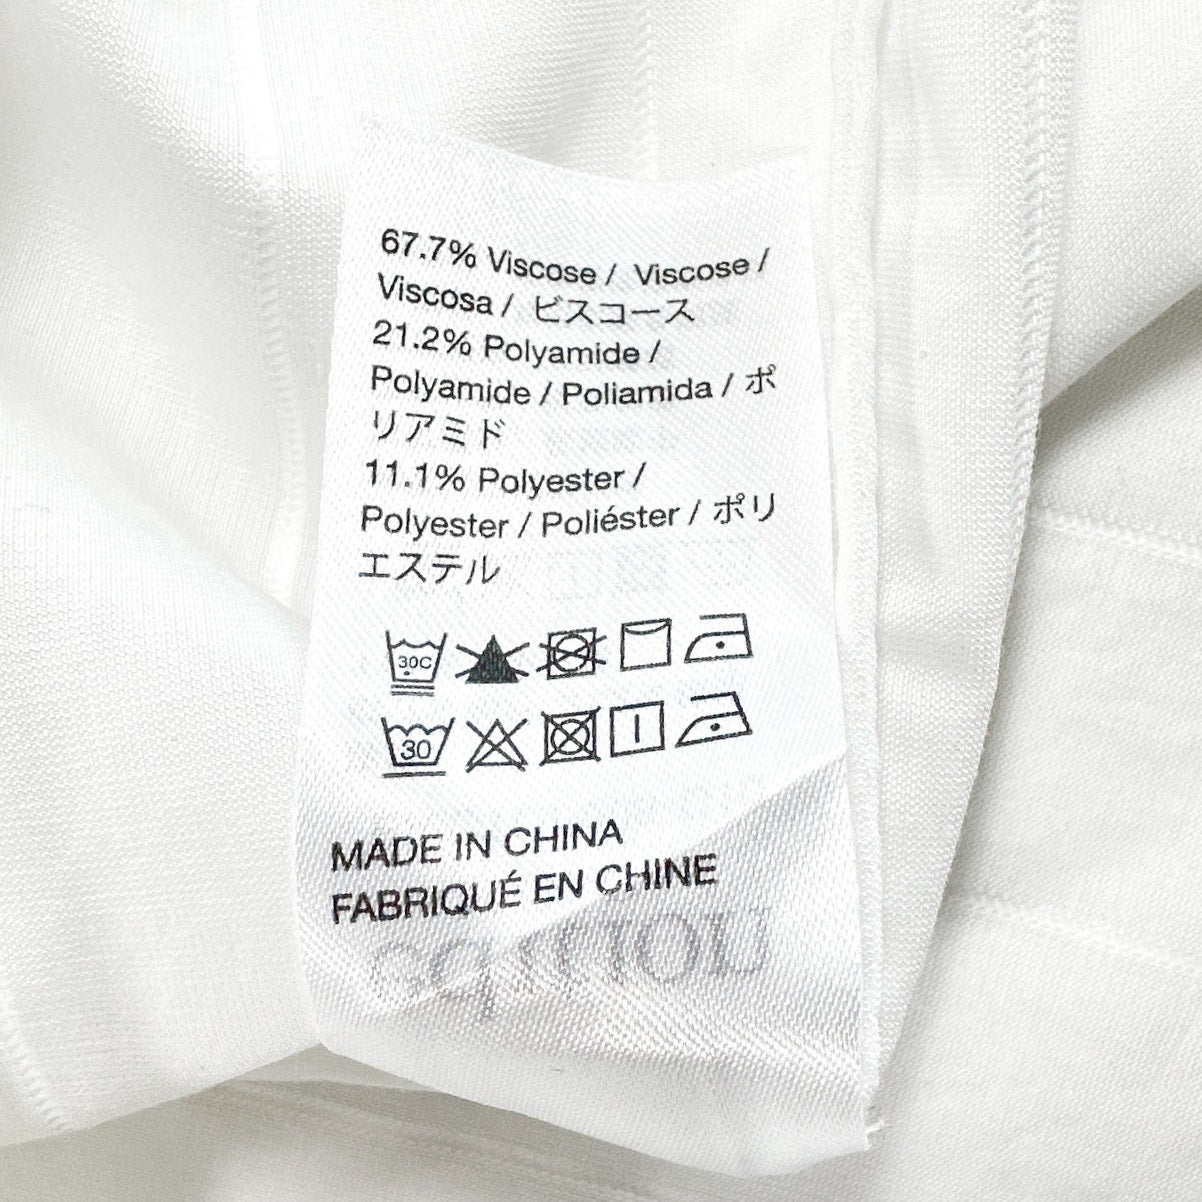 67.7% Viscose / Viscose /
Viscosa / ビスコース
21.2% Polyamide /
Polyamide / Poliamida / ポ
リアミド
11.1% Polyester /
Polyester / Poliéster / ポリ
エステル
30C
30
MADE IN CHINA
FABRIQUÉ EN CHINE